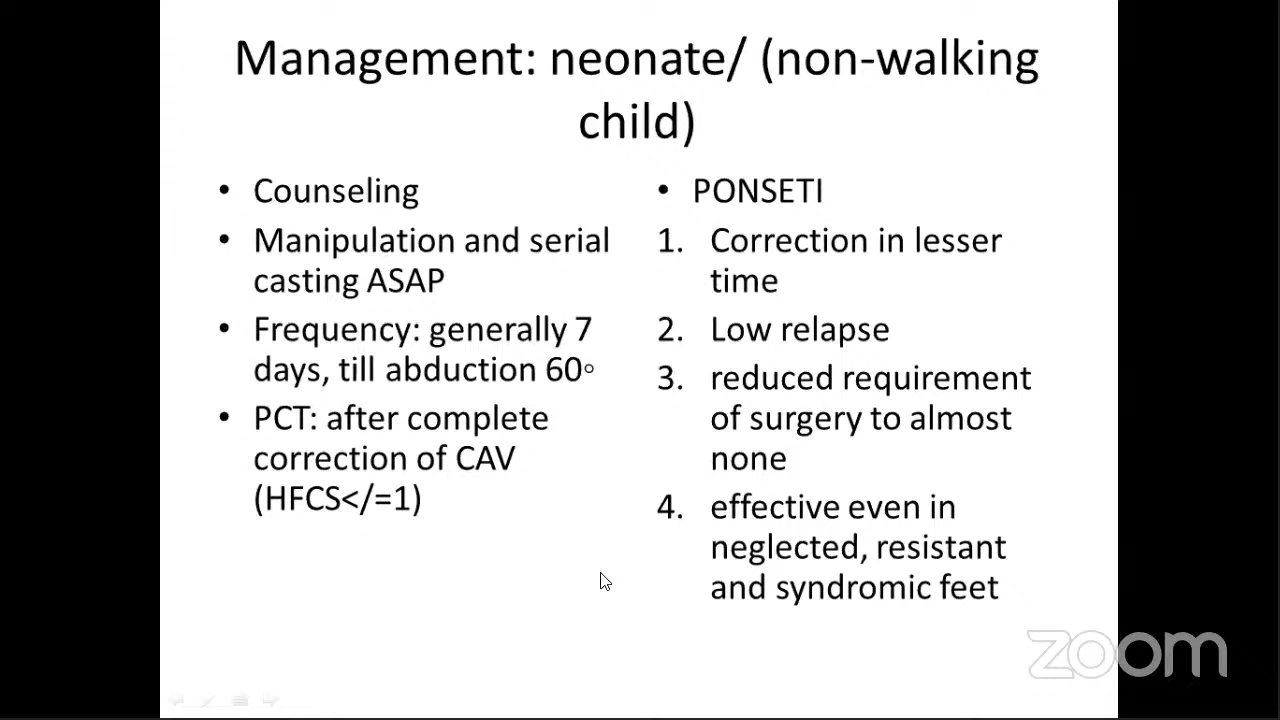 Management: neonate/ (non-walking
child)
• Counseling
• Manipulation and serial
casting ASAP
• Frequency: generally 7
days, till abduction 60◦
• PCT: after complete
correction of CAV
(HFCS</=1)
• PONSETI
1. Correction in lesser
time
2. Low relapse
3. reduced requirement
of surgery to almost
none
4. effective even in
neglected, resistant
and syndromic feet
zoom